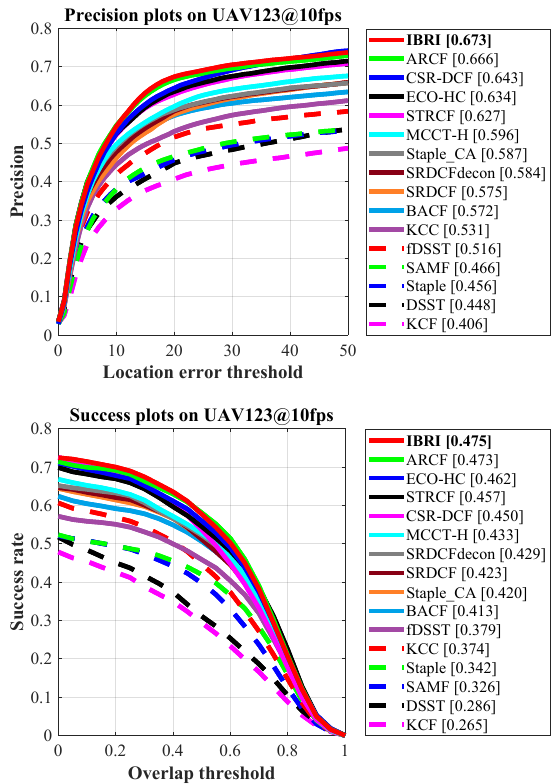 Precision plots on UAV123@10fps
0.8
0.7
0.6
0.5
0.4
0.3
0.2
0.1
0
Precision
0 10 20 30 40 50
Location error threshold
IBRI [0.673]
ARCF [0.666]
CSR-DCF [0.643]
ECO-HC [0.634]
STRCF [0.627]
MCCT-H [0.596]
Staple_CA [0.587]
SRDCFdecon [0.584]
SRDCF [0.575]
BACF [0.572]
KCC [0.531]
fDSST [0.516]
SAMF [0.466]
Staple [0.456]
DSST [0.448]
KCF [0.406]
Success plots on UAV123@10fps
0.8
0.7
0.6
0.5
0.4
0.3
0.2
0.1
0
Success rate
0 0.2 0.4 0.6 0.8 1
Overlap threshold
IBRI [0.475]
ARCF [0.473]
ECO-HC [0.462]
STRCF [0.457]
CSR-DCF [0.450]
MCCT-H [0.433]
SRDCFdecon [0.429]
SRDCF [0.423]
Staple_CA [0.420]
BACF [0.413]
fDSST [0.379]
KCC [0.374]
Staple [0.342]
SAMF [0.326]
DSST [0.286]
KCF [0.265]